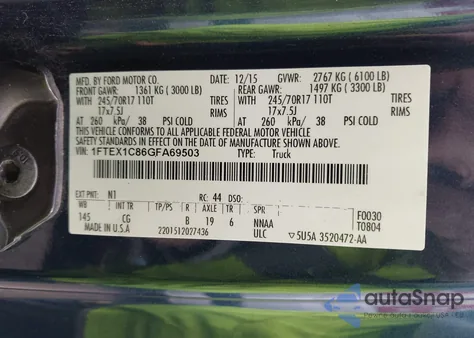 MFD. BY FORD MOTOR CO. 12/15 GVWR: 2767 KG ( 6100 LB)
FRONT GAWR: 1361 KG ( 3000 LB) REAR GAWR: 1497 KG ( 3300 LB)
WITH 245/70R17 110T TIRES WITH 245/70R17 110T TIRES
17x7.5J RIMS 17x7.5J RIMS
AT 260 kPa/ 38 PSI COLD AT 260 kPa/ 38 PSI COLD
THIS VEHICLE CONFORMS TO ALL APPLICABLE FEDERAL MOTOR VEHICLE
SAFETY STANDARDS IN EFFECT ON THE DATE OF MANUFACTURE SHOWN ABOVE.
VIN: 1FTEX1C86GFA69503 TYPE: Truck
EXT PNT: N1 RC: 44 DSO:
WB INT TR TP/PS R AXLE TR SPR F0030
145 CG B 19 6 NNAA T0804
MADE IN U.S.A 2201512027436 ULC 5U5A 3520472-AA
autoSnap